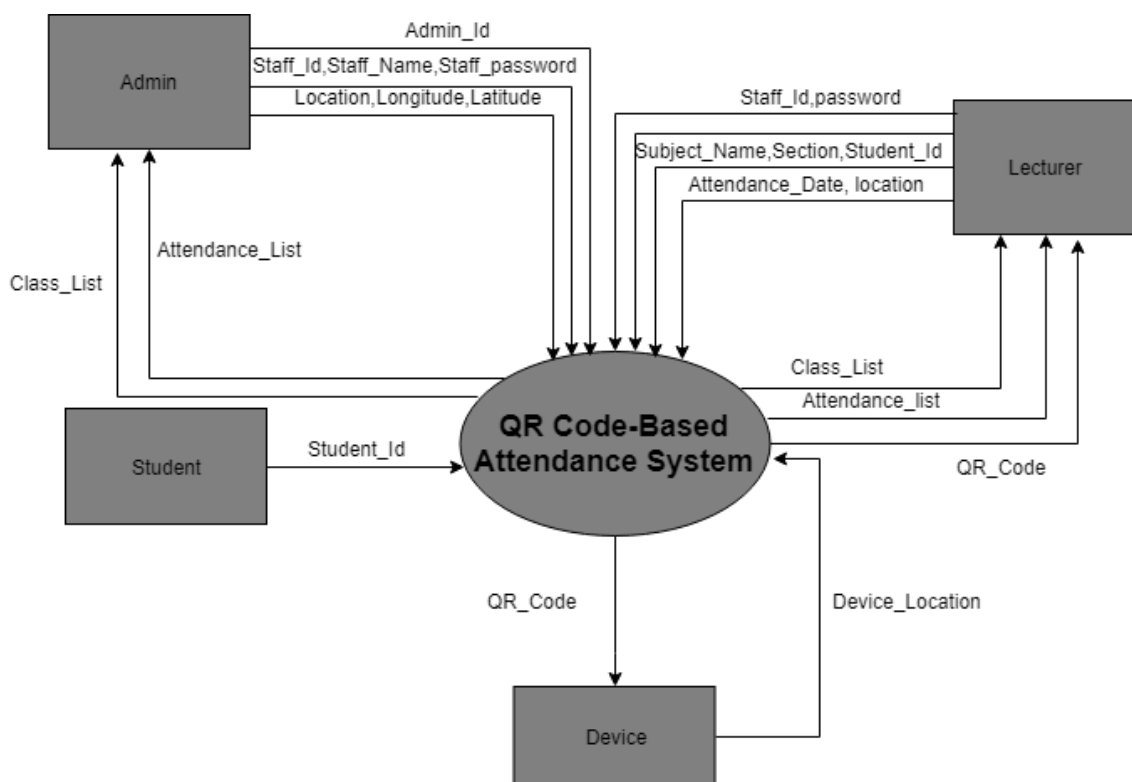 Admin_Id
Staff_Id,Staff_Name,Staff_password
Location,Longitude,Latitude
Admin
Staff_Id,password
Subject_Name,Section,Student_Id
Attendance_Date, location
Lecturer
Attendance_List
Class_List
Class_List
Attendance_list
QR_Code
QR Code-Based
Attendance System
Student_Id
Student
QR_Code
Device_Location
Device